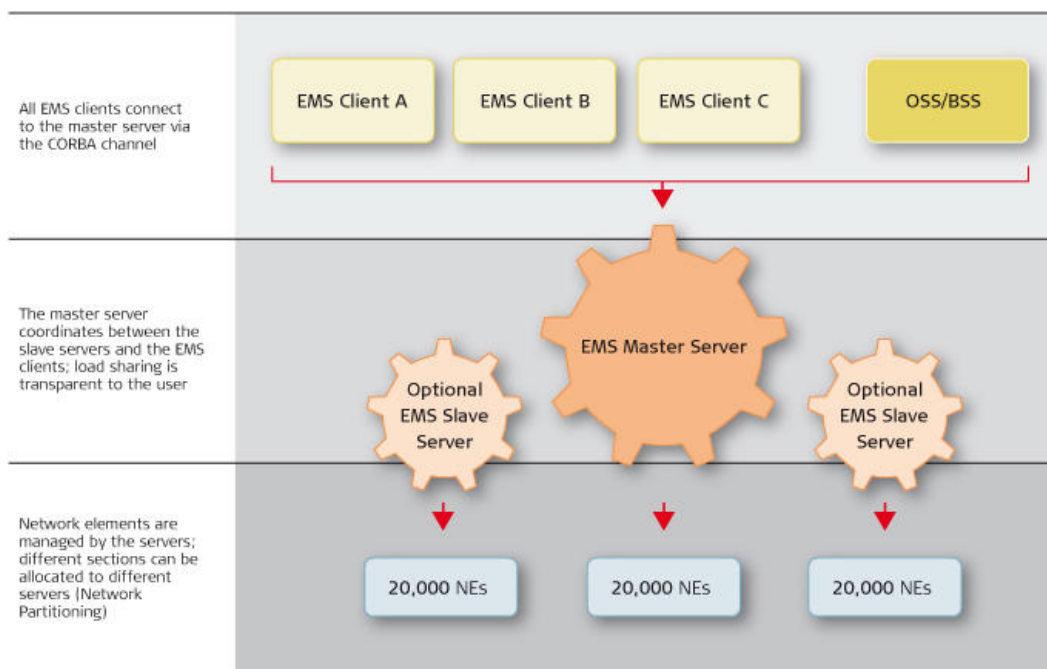 All EMS clients connect
to the master server via
the CORBA channel
EMS Client A
EMS Client B
EMS Client C
OSS/BSS
The master server
coordinates between the
slave servers and the EMS
clients; load sharing is
transparent to the user
EMS Master Server
Optional
EMS Slave
Server
Optional
EMS Slave
Server
Network elements are
managed by the servers;
different sections can be
allocated to different
servers (Network
Partitioning)
20,000 NEs
20,000 NEs
20,000 NEs